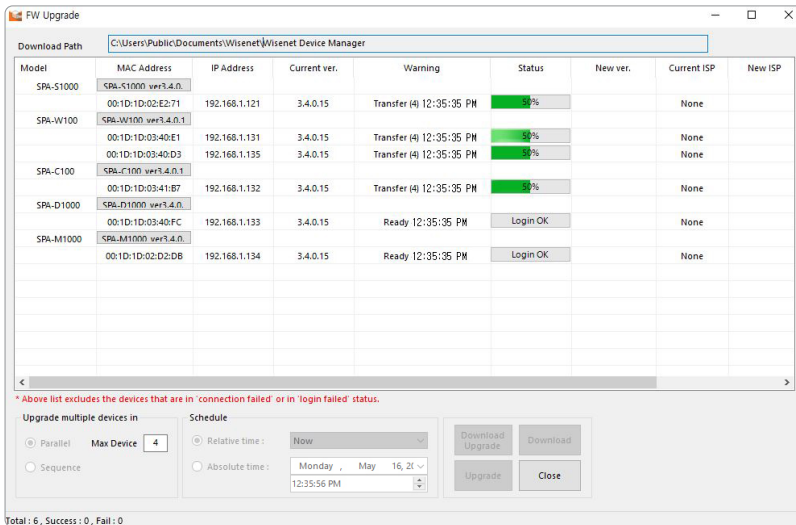 FW Upgrade
Download Path C:\Users\Public\Documents\Wisenet\Wisenet Device Manager
Model MAC Address IP Address Current ver. Warning Status New ver. Current ISP New ISP
SPA-S1000 SPA-S1000_ver3.4.0.
00:1D:1D:02:E2:71 192.168.1.121 3.4.0.15 Transfer (4) 12:35:35 PM 50% None
SPA-W100 SPA-W100_ver3.4.0.1
00:1D:1D:03:40:E1 192.168.1.131 3.4.0.15 Transfer (4) 12:35:35 PM 50% None
00:1D:1D:03:40:D3 192.168.1.135 3.4.0.15 Transfer (4) 12:35:35 PM 50% None
SPA-C100 SPA-C100_ver3.4.0.1
00:1D:1D:03:41:B7 192.168.1.132 3.4.0.15 Transfer (4) 12:35:35 PM 50% None
SPA-D1000 SPA-D1000_ver3.4.0.
00:1D:1D:03:40:FC 192.168.1.133 3.4.0.15 Ready 12:35:35 PM Login OK None
SPA-M1000 SPA-M1000_ver3.4.0.
00:1D:1D:02:D2:DB 192.168.1.134 3.4.0.15 Ready 12:35:35 PM Login OK None
* Above list excludes the devices that are in 'connection failed' or in 'login failed' status.
Upgrade multiple devices in
Parallel Max Device 4
Sequence
Schedule
Relative time : Now
Absolute time : Monday , May 16, 20
12:35:56 PM
Download Upgrade
Download
Upgrade
Close
Total : 6 , Success : 0 , Fail : 0